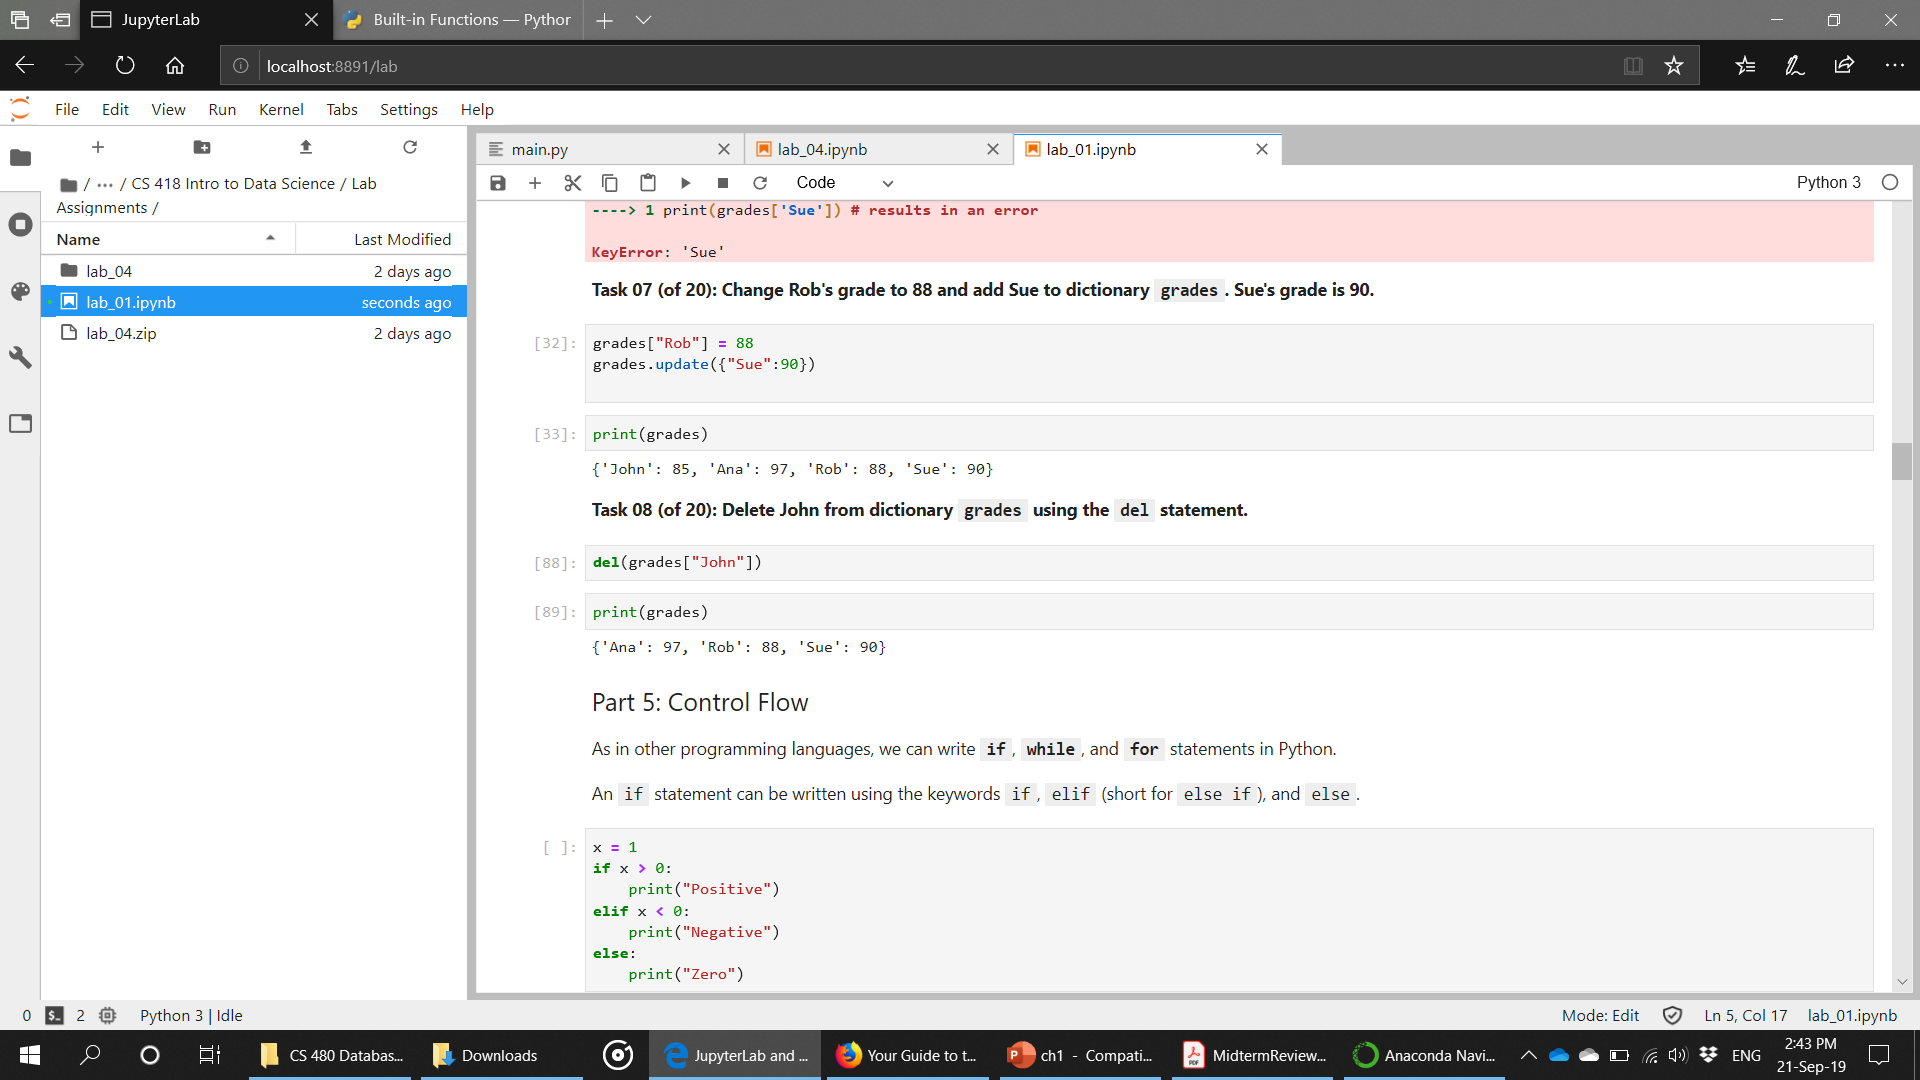 JupyterLab
Built-in Functions — Pythor
localhost:8891/lab
File Edit View Run Kernel Tabs Settings Help
/ ··· / CS 418 Intro to Data Science / Lab
Assignments /
Name Last Modified
lab_04 2 days ago
lab_01.ipynb seconds ago
lab_04.zip 2 days ago
main.py
lab_04.ipynb
lab_01.ipynb
Code
Python 3
----> 1 print(grades['Sue']) # results in an error
KeyError: 'Sue'
Task 07 (of 20): Change Rob's grade to 88 and add Sue to dictionary grades. Sue's grade is 90.
[32]:
grades["Rob"] = 88
grades.update({"Sue":90})
[33]:
print(grades)
{'John': 85, 'Ana': 97, 'Rob': 88, 'Sue': 90}
Task 08 (of 20): Delete John from dictionary grades using the del statement.
[88]:
del(grades["John"])
[89]:
print(grades)
{'Ana': 97, 'Rob': 88, 'Sue': 90}
Part 5: Control Flow
As in other programming languages, we can write if, while, and for statements in Python.
An if statement can be written using the keywords if, elif (short for else if), and else.
[ ]:
x = 1
if x > 0:
    print("Positive")
elif x < 0:
    print("Negative")
else:
    print("Zero")
0 $_ 2 Python 3 | Idle
Mode: Edit Ln 5, Col 17 lab_01.ipynb
CS 480 Databas...
Downloads
JupyterLab and ...
Your Guide to t...
ch1 - Compati...
MidtermReview...
Anaconda Navi...
ENG
2:43 PM
21-Sep-19